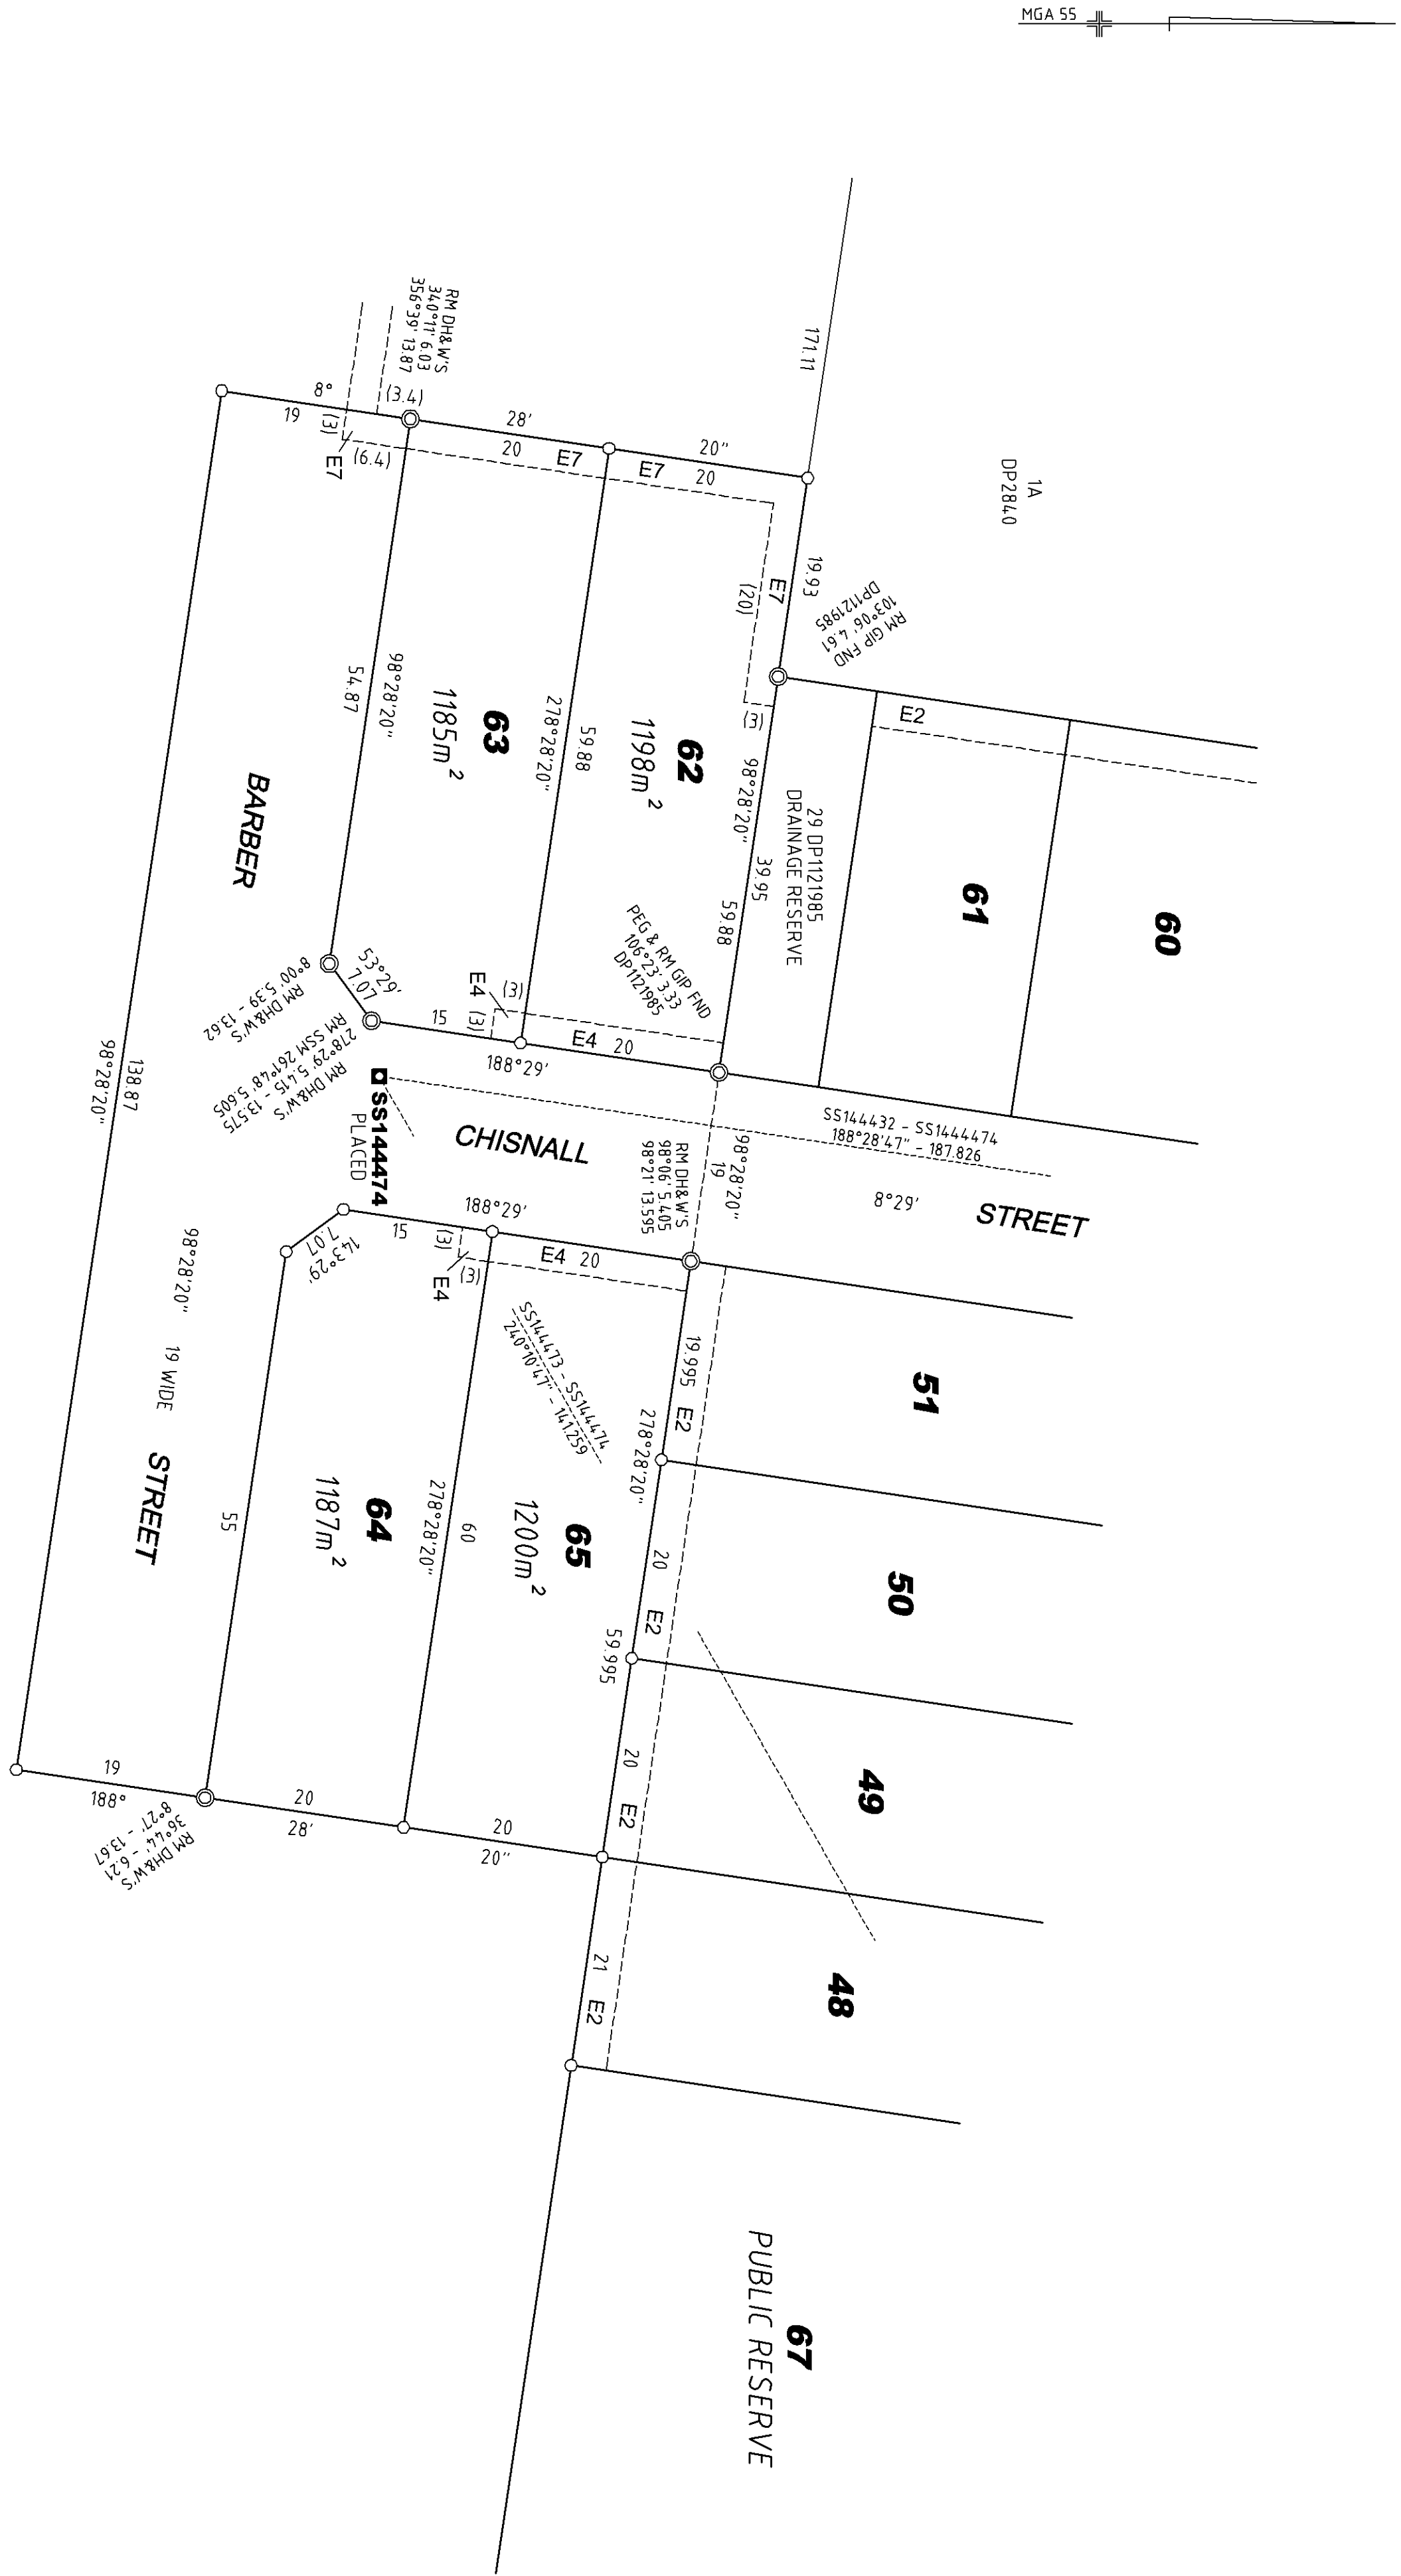 MGA 55
171.11
1A
DP2840
RM DH&W'S
340°11' 6.03
356°39' 13.87
8°
19
(3)
(3.4)
(6.4)
E7
28'
20
E7
E7
20"
20
19.93
E7
(20)
(3)
RM GIP FND
103°06' 4.61
DP1121985
E2
60
61
29 DP1121985
DRAINAGE RESERVE
98°28'20"
39.95
59.88
62
1198m²
59.88
278°28'20"
63
1185m²
98°28'20"
54.87
PEG & RM GIP FND
106°23' 3.33
DP1121985
E4
(3)
(3)
E4 20
15
188°29'
53°29'
7.07
RM DH&W'S
8°00' 5.39 - 13.62
RM DH&W'S
278°29' 5.415 - 13.575
RM SSM 261°48' 5.605
BARBER
138.87
98°28'20"
SS144474
PLACED
CHISNALL
SS144432 - SS1444474
188°28'47" - 187.826
98°28'20"
19
RM DH&W'S
98°06' 5.405
98°21' 13.595
8°29'
STREET
188°29'
15
(3)
(3)
E4
E4 20
143°29'
7.07
98°28'20"
19 WIDE
STREET
SS144473 - SS144474
240°10'47" - 141.259
19.995
E2
278°28'20"
51
20
E2
50
59.995
20
E2
49
21
E2
48
65
1200m²
60
278°28'20"
64
1187m²
55
19
188°
20
28'
20
20"
RM DH&W'S
36°44' - 6.21
8°27' - 13.67
67
PUBLIC RESERVE